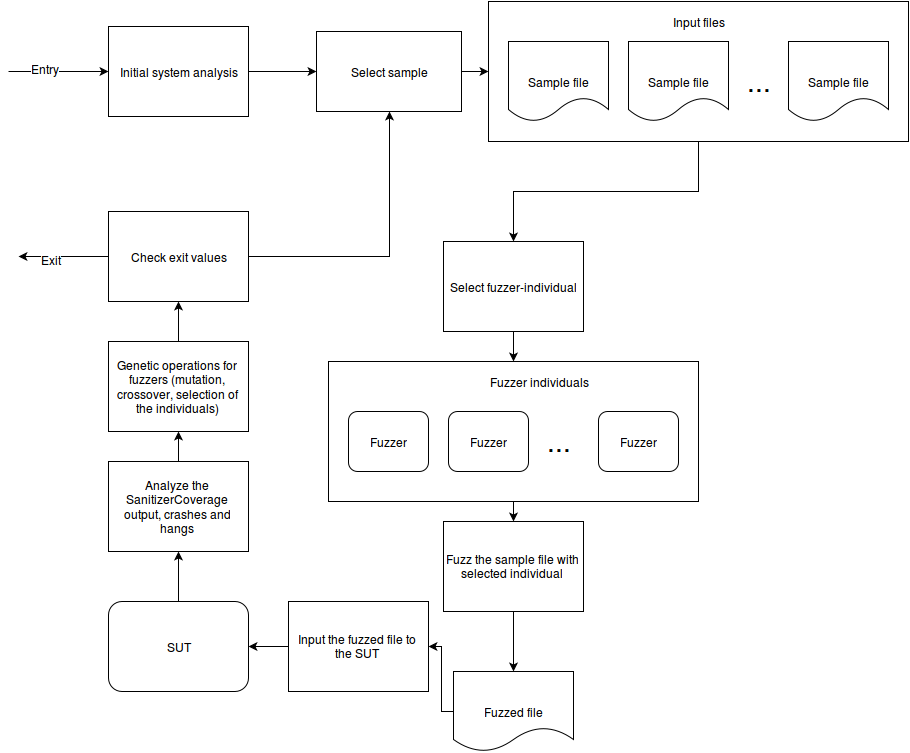 Input files
Entry
Initial system analysis
Select sample
Sample file
Sample file
...
Sample file
Exit
Check exit values
Select fuzzer-individual
Genetic operations for
fuzzers (mutation,
crossover, selection of
the individuals)
Fuzzer individuals
Fuzzer
Fuzzer
...
Fuzzer
Analyze the
SanitizerCoverage
output, crashes and
hangs
Fuzz the sample file with
selected individual
SUT
Input the fuzzed file to
the SUT
Fuzzed file